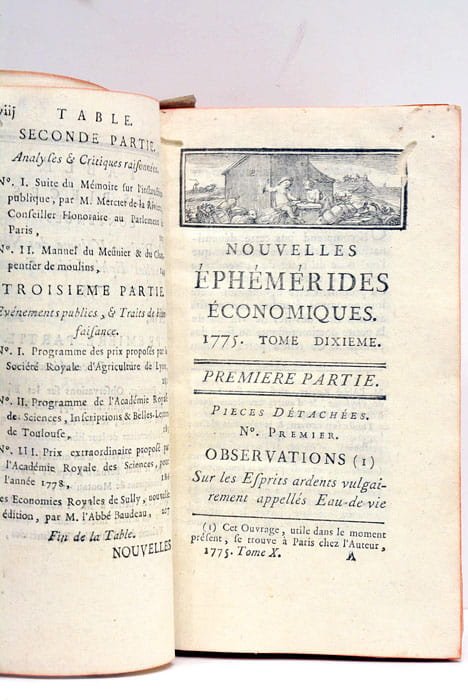 viij TABLE.
SECONDE PARTIE.
Analyses & Critiques raisonnées.
N°. I. Suite du Mémoire sur l'instruction
publique, par M. Mercier de la Riviere,
Conseiller Honoraire au Parlement de
Paris,
N°. II. Manuel du Meûnier & du Char-
pentier de moulins,
TROISIEME PARTIE.
Evénements publics, & Traits de bien-
faisance.
N°. I. Programme des prix proposés par la
Société Royale d'Agriculture de Lyon,
N°. II. Programme de l'Académie Royale
des Sciences, Inscriptions & Belles-Lettres
de Toulouse,
N°. III. Prix extraordinaire proposé par
l'Académie Royale des Sciences, pour
l'année 1778,
Les Economies Royales de Sully, nouvelle
édition, par M. l'Abbé Baudeau, 207
Fin de la Table.
NOUVELLES
NOUVELLES
ÉPHÉMÉRIDES
ÉCONOMIQUES.
1775. TOME DIXIEME.
PREMIERE PARTIE.
PIECES DÉTACHÉES.
N°. PREMIER.
OBSERVATIONS (1)
Sur les Esprits ardents vulgai-
rement appellés Eau-de-vie
(1) Cet Ouvrage, utile dans le moment
présent, se trouve à Paris chez l'Auteur,
1775. Tome X. A